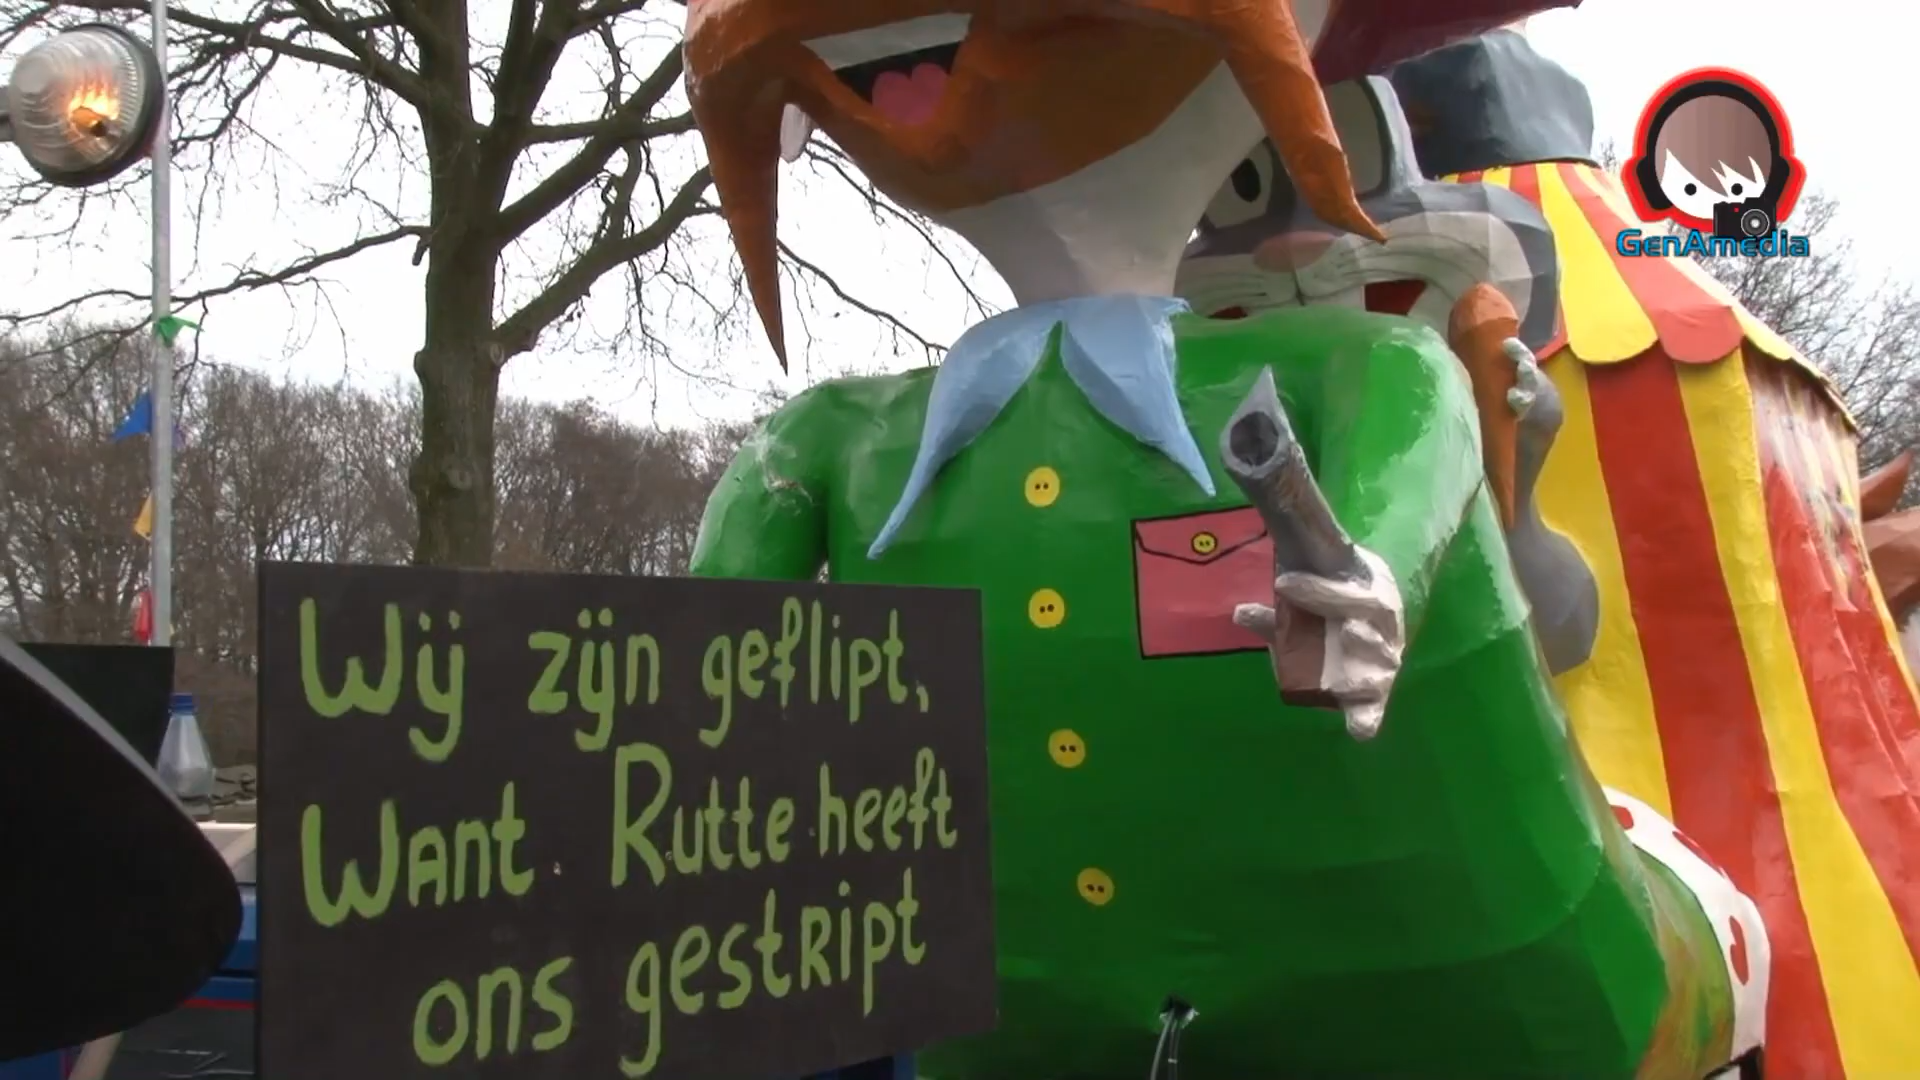 GenAmedia
Wij zijn geflipt,
Want Rutte heeft
ons gestript